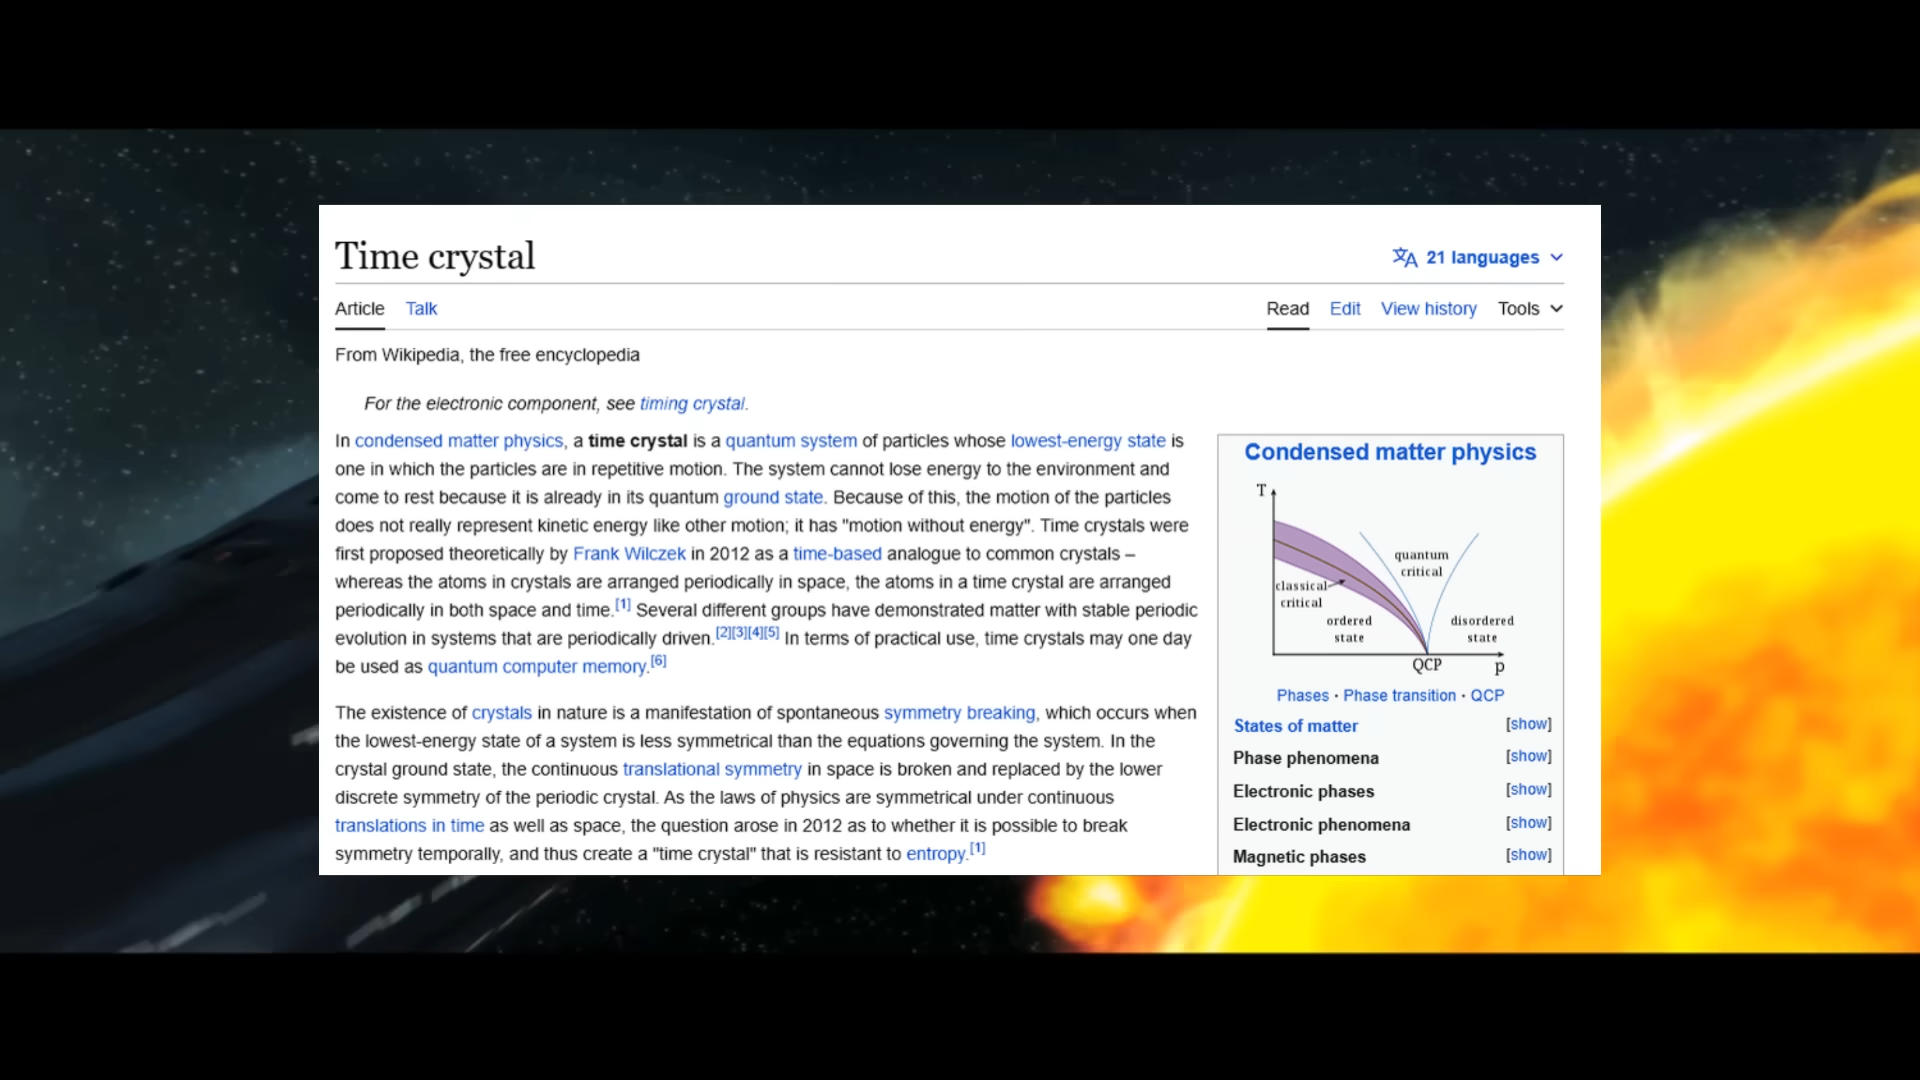 Time crystal
21 languages
Article Talk
Read Edit View history Tools
From Wikipedia, the free encyclopedia
For the electronic component, see timing crystal.
In condensed matter physics, a time crystal is a quantum system of particles whose lowest-energy state is
one in which the particles are in repetitive motion. The system cannot lose energy to the environment and
come to rest because it is already in its quantum ground state. Because of this, the motion of the particles
does not really represent kinetic energy like other motion; it has "motion without energy". Time crystals were
first proposed theoretically by Frank Wilczek in 2012 as a time-based analogue to common crystals –
whereas the atoms in crystals are arranged periodically in space, the atoms in a time crystal are arranged
periodically in both space and time.[1] Several different groups have demonstrated matter with stable periodic
evolution in systems that are periodically driven.[2][3][4][5] In terms of practical use, time crystals may one day
be used as quantum computer memory.[6]
The existence of crystals in nature is a manifestation of spontaneous symmetry breaking, which occurs when
the lowest-energy state of a system is less symmetrical than the equations governing the system. In the
crystal ground state, the continuous translational symmetry in space is broken and replaced by the lower
discrete symmetry of the periodic crystal. As the laws of physics are symmetrical under continuous
translations in time as well as space, the question arose in 2012 as to whether it is possible to break
symmetry temporally, and thus create a "time crystal" that is resistant to entropy.[1]
Condensed matter physics
T
quantum
critical
classical
critical
ordered
state
disordered
state
QCP
p
Phases · Phase transition · QCP
States of matter [show]
Phase phenomena [show]
Electronic phases [show]
Electronic phenomena [show]
Magnetic phases [show]